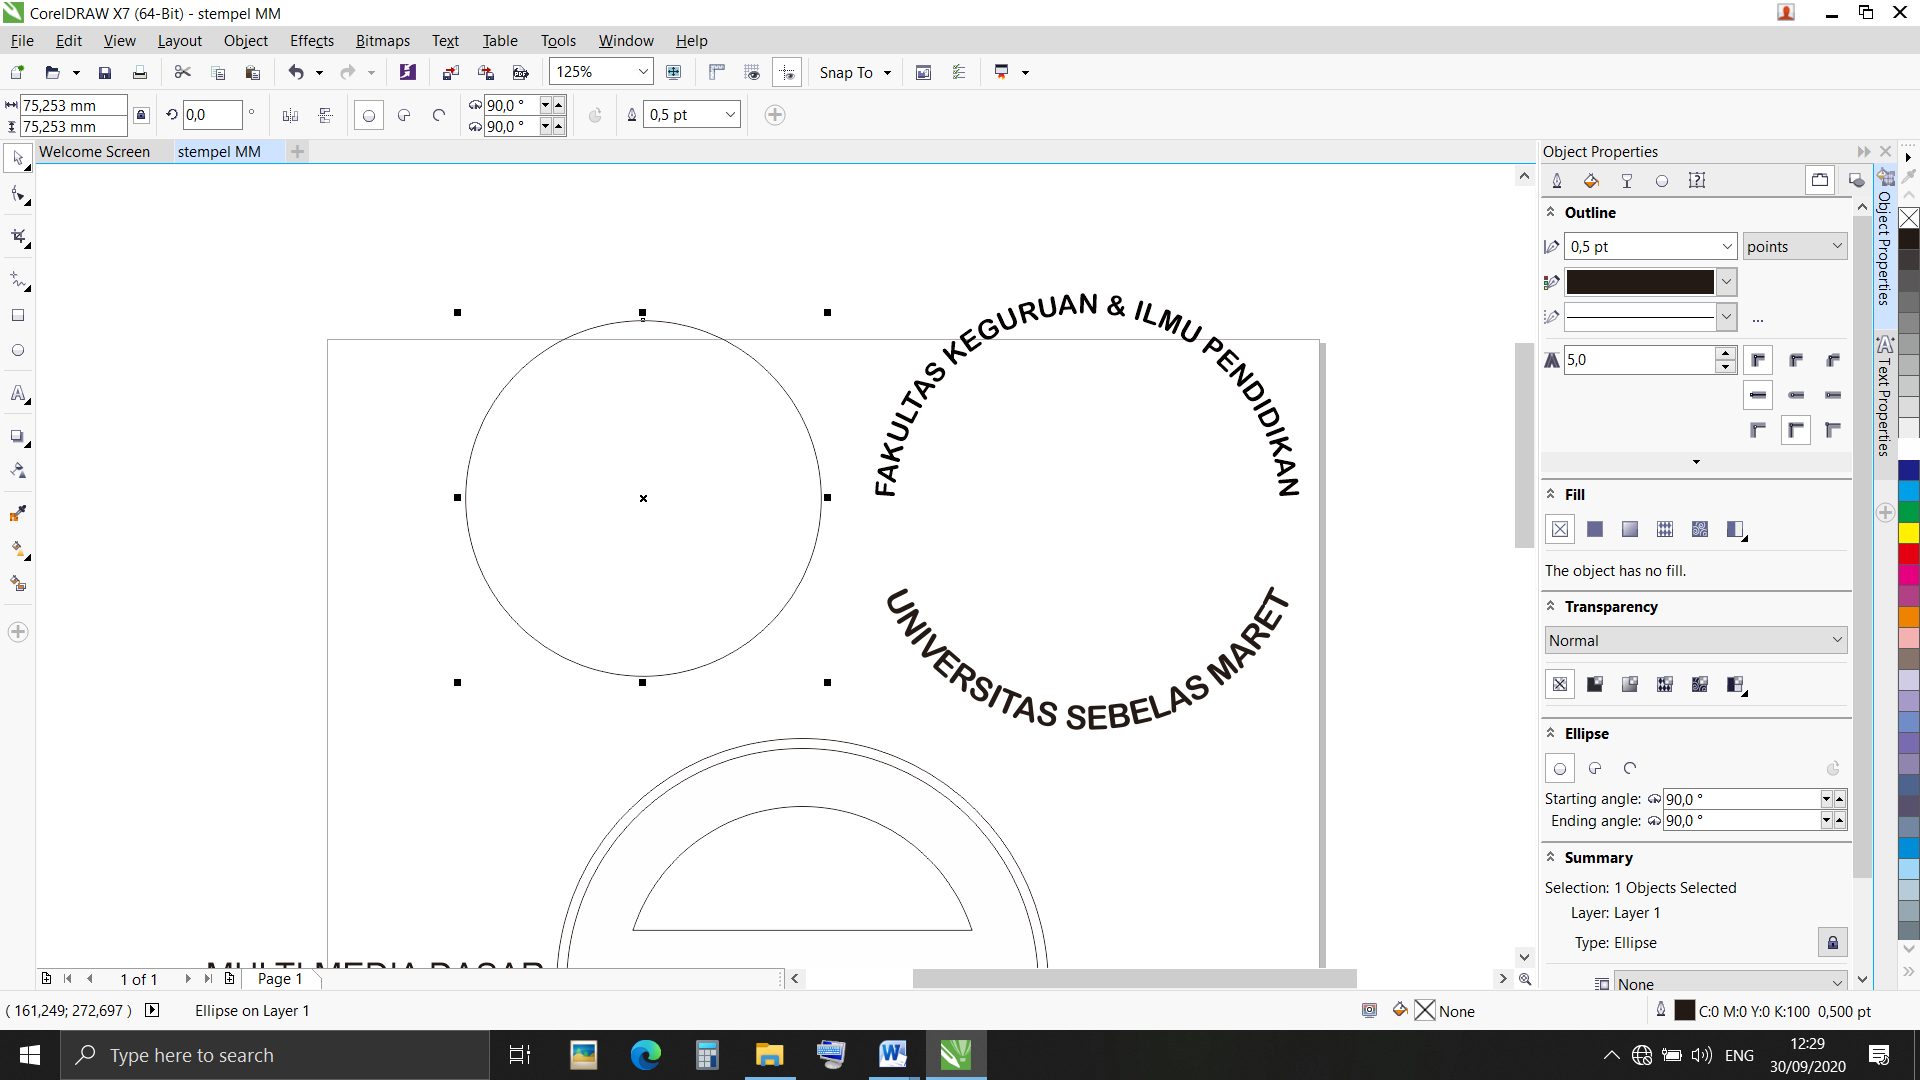 CorelDRAW X7 (64-Bit) - stempel MM
File Edit View Layout Object Effects Bitmaps Text Table Tools Window Help
125% Snap To
75,253 mm
75,253 mm
0,0 °
90,0 °
90,0 °
0,5 pt
Welcome Screen stempel MM
Object Properties
Outline
0,5 pt points
...
5,0
Fill
The object has no fill.
Transparency
Normal
Ellipse
Starting angle: 90,0 °
Ending angle: 90,0 °
Summary
Selection: 1 Objects Selected
Layer: Layer 1
Type: Ellipse
None
Object Properties
Text Properties
FAKULTAS KEGURUAN & ILMU PENDIDIKAN
UNIVERSITAS SEBELAS MARET
MULTI MEDIA DASAR
1 of 1 Page 1
( 161,249; 272,697 ) Ellipse on Layer 1 None C:0 M:0 Y:0 K:100 0,500 pt
Type here to search
ENG
12:29
30/09/2020